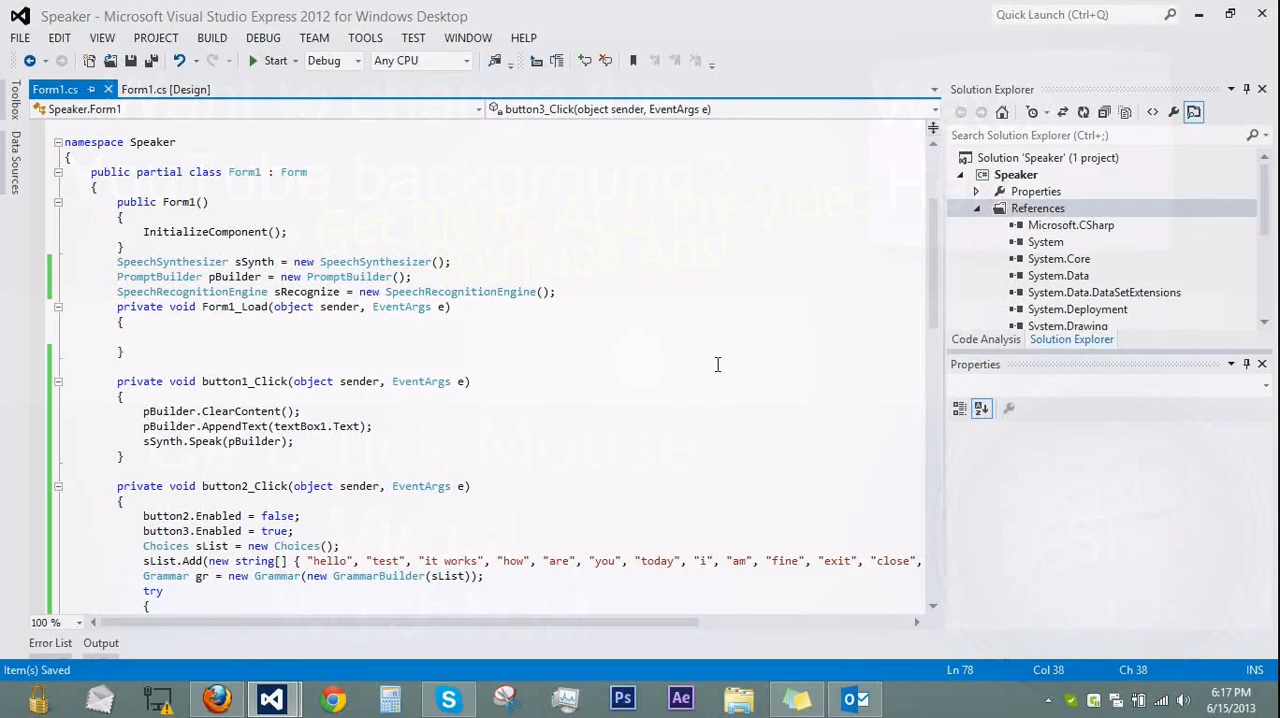 Speaker - Microsoft Visual Studio Express 2012 for Windows Desktop
Quick Launch (Ctrl+Q)
FILE EDIT VIEW PROJECT BUILD DEBUG TEAM TOOLS TEST WINDOW HELP
Start Debug Any CPU
Toolbox
Data Sources
Form1.cs Form1.cs [Design]
Speaker.Form1 button3_Click(object sender, EventArgs e)
namespace Speaker
{
public partial class Form1 : Form
{
public Form1()
{
InitializeComponent();
}
SpeechSynthesizer sSynth = new SpeechSynthesizer();
PromptBuilder pBuilder = new PromptBuilder();
SpeechRecognitionEngine sRecognize = new SpeechRecognitionEngine();
private void Form1_Load(object sender, EventArgs e)
{
}
private void button1_Click(object sender, EventArgs e)
{
pBuilder.ClearContent();
pBuilder.AppendText(textBox1.Text);
sSynth.Speak(pBuilder);
}
private void button2_Click(object sender, EventArgs e)
{
button2.Enabled = false;
button3.Enabled = true;
Choices sList = new Choices();
sList.Add(new string[] { "hello", "test", "it works", "how", "are", "you", "today", "i", "am", "fine", "exit", "close",
Grammar gr = new Grammar(new GrammarBuilder(sList));
try
{
100 %
background?
YouTube Ads!
C# Stuck Mouse
Virus!
Solution Explorer
Search Solution Explorer (Ctrl+;)
Solution 'Speaker' (1 project)
Speaker
Properties
References
Microsoft.CSharp
System
System.Core
System.Data
System.Data.DataSetExtensions
System.Deployment
System.Drawing
Code Analysis Solution Explorer
Properties
Error List Output
Item(s) Saved Ln 78 Col 38 Ch 38 INS
6:17 PM
6/15/2013